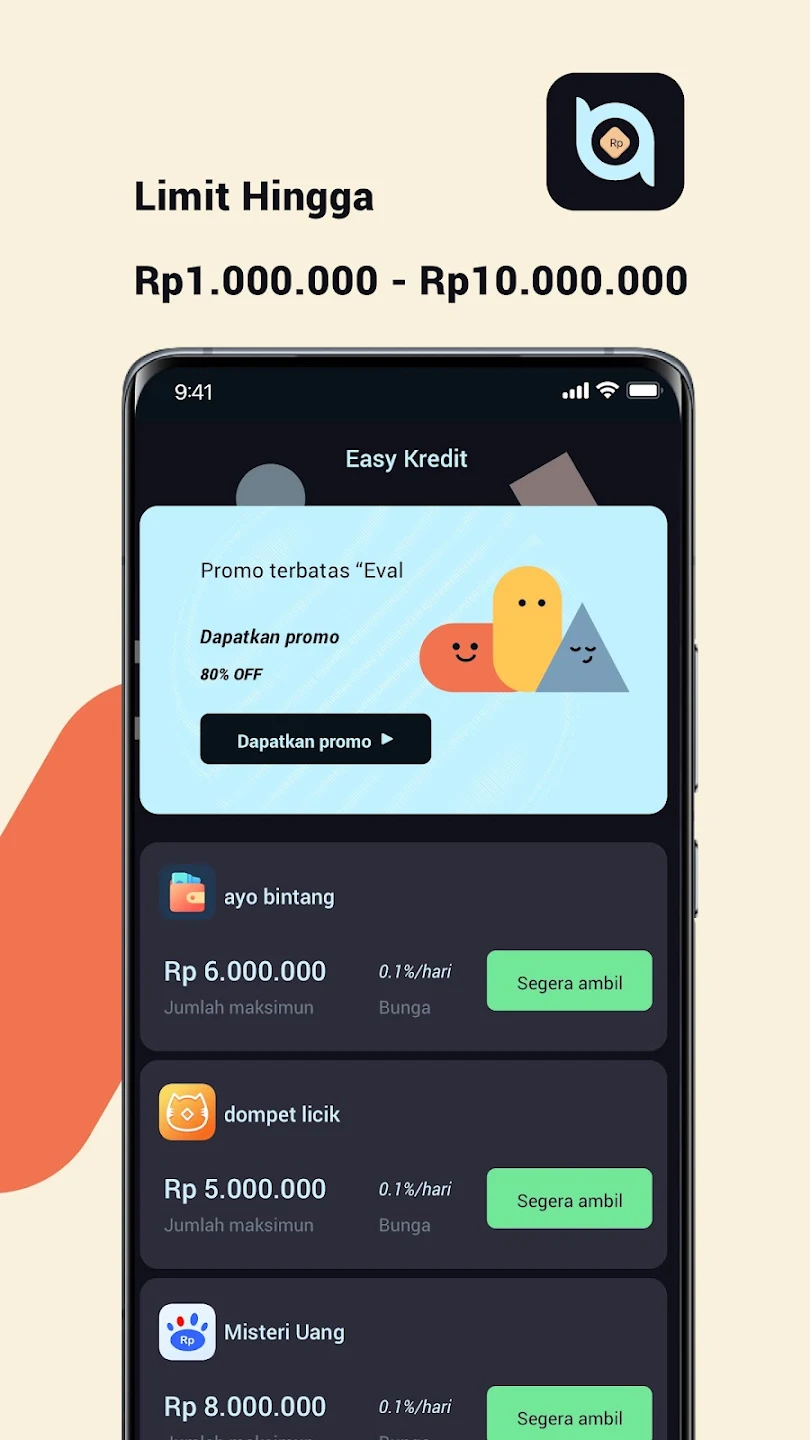 Rp
Limit Hingga
Rp1.000.000 - Rp10.000.000
9:41
Easy Kredit
Promo terbatas “Eval
Dapatkan promo
80% OFF
Dapatkan promo
ayo bintang
Rp 6.000.000 0.1%/hari Segera ambil
Jumlah maksimun Bunga
dompet licik
Rp 5.000.000 0.1%/hari Segera ambil
Jumlah maksimun Bunga
Rp
Misteri Uang
Rp 8.000.000 0.1%/hari Segera ambil